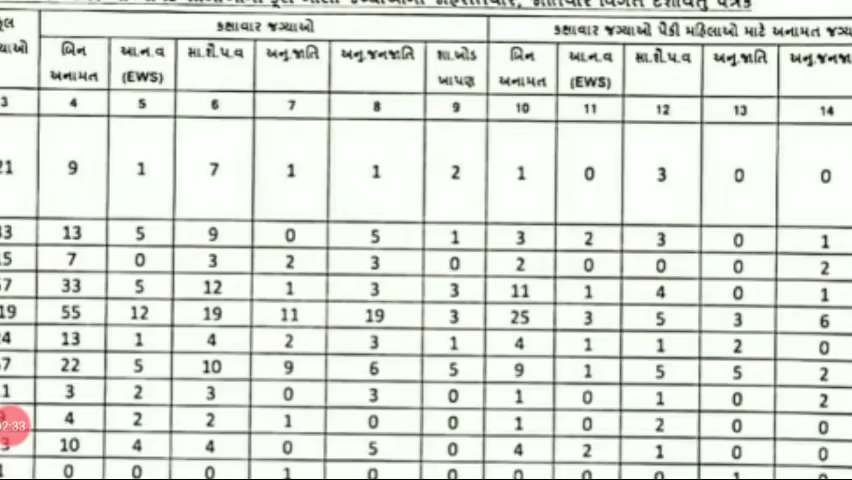 કક્ષાવાર જગ્યાઓ કક્ષાવાર જગ્યાઓ પૈકી મહિલાઓ માટે અનામત
બિન અનામત આ.ન.વ (EWS) સા.શૈ.પ.વ અનુ.જાતિ અનુ.જનજાતિ શા.ખોડ ખાપણ બિન અનામત આ.ન.વ (EWS) સા.શૈ.પ.વ અનુ.જાતિ
3 4 5 6 7 8 9 10 11 12 13 14
21 9 1 7 1 1 2 1 0 3 0 0
13 5 9 0 5 1 3 2 3 0 1
7 0 3 2 3 0 2 0 0 0 2
33 5 12 1 3 3 11 1 4 0 1
55 12 19 11 19 3 25 3 5 3 6
13 1 4 2 3 1 4 1 1 2 0
22 5 10 9 6 5 9 1 5 5 2
3 2 3 0 3 0 1 0 1 0 2
4 2 2 1 0 0 1 0 2 0 0
10 4 4 0 5 0 4 2 1 0 0
0 0 0 1 0 0 0 0 0 1 0